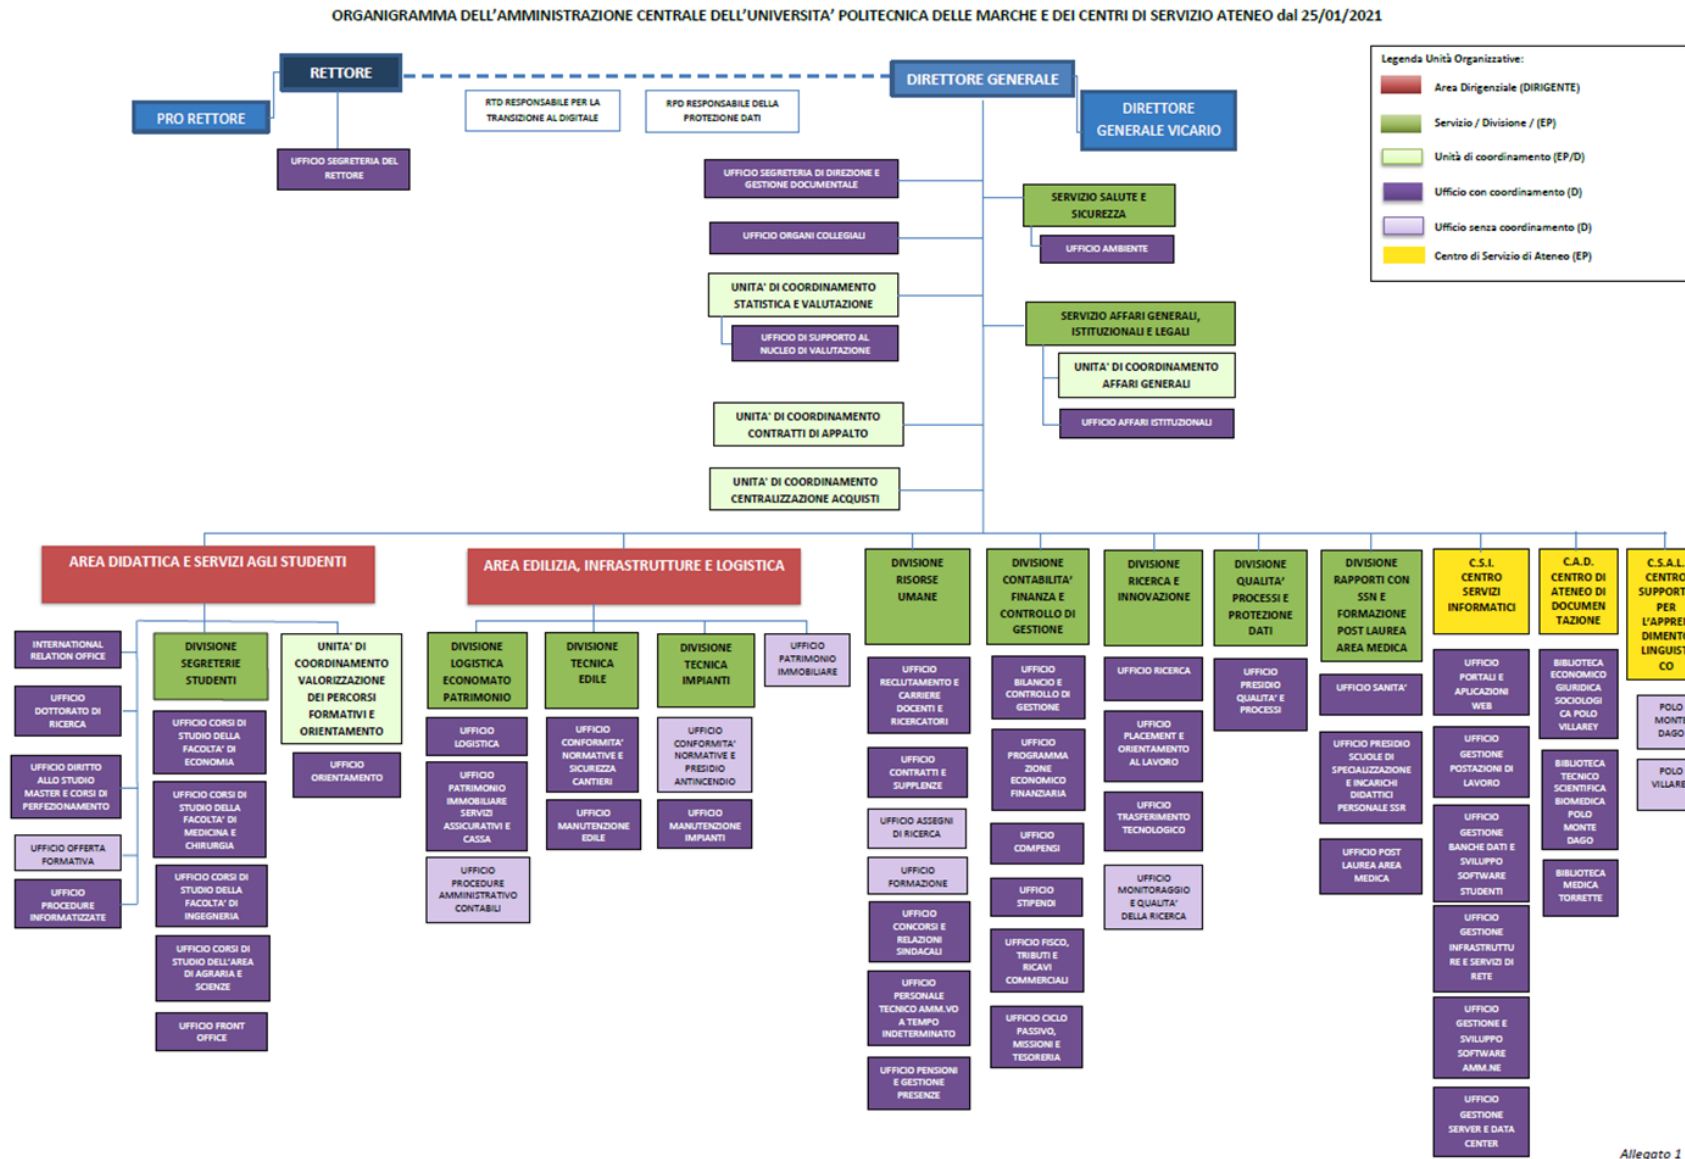 ORGANIGRAMMA DELL'AMMINISTRAZIONE CENTRALE DELL'UNIVERSITA' POLITECNICA DELLE MARCHE E DEI CENTRI DI SERVIZIO ATENEO dal 25/01/2021
RETTORE
DIRETTORE GENERALE
PRO RETTORE
RTD RESPONSABILE PER LA
TRANSIZIONE AL DIGITALE
RPD RESPONSABILE DELLA
PROTEZIONE DATI
DIRETTORE
GENERALE VICARIO
Legenda Unità Organizzative:
Area Dirigenziale (DIRIGENTE)
Servizio / Divisione / (EP)
Unità di coordinamento (EP/D)
Ufficio con coordinamento (D)
Ufficio senza coordinamento (D)
Centro di Servizio di Ateneo (EP)
UFFICIO SEGRETERIA DEL
RETTORE
UFFICIO SEGRETERIA DI DIREZIONE E
GESTIONE DOCUMENTALE
UFFICIO ORGANI COLLEGIALI
UNITA' DI COORDINAMENTO
STATISTICA E VALUTAZIONE
UFFICIO DI SUPPORTO AL
NUCLEO DI VALUTAZIONE
UNITA' DI COORDINAMENTO
CONTRATTI DI APPALTO
UNITA' DI COORDINAMENTO
CENTRALIZZAZIONE ACQUISTI
SERVIZIO SALUTE E
SICUREZZA
UFFICIO AMBIENTE
SERVIZIO AFFARI GENERALI,
ISTITUZIONALI E LEGALI
UNITA' DI COORDINAMENTO
AFFARI GENERALI
UFFICIO AFFARI ISTITUZIONALI
AREA DIDATTICA E SERVIZI AGLI STUDENTI
INTERNATIONAL
RELATION OFFICE
UFFICIO
DOTTORATO DI
RICERCA
UFFICIO DIRITTO
ALLO STUDIO
MASTER E CORSI DI
PERFEZIONAMENTO
UFFICIO OFFERTA
FORMATIVA
UFFICIO
PROCEDURE
INFORMATIZZATE
DIVISIONE
SEGRETERIE
STUDENTI
UFFICIO CORSI DI
STUDIO DELLA
FACOLTA' DI
ECONOMIA
UFFICIO CORSI DI
STUDIO DELLA
FACOLTA' DI
MEDICINA E
CHIRURGIA
UFFICIO CORSI DI
STUDIO DELLA
FACOLTA' DI
INGEGNERIA
UFFICIO CORSI DI
STUDIO DELL'AREA
DI AGRARIA E
SCIENZE
UFFICIO FRONT
OFFICE
UNITA' DI
COORDINAMENTO
VALORIZZAZIONE
DEI PERCORSI
FORMATIVI E
ORIENTAMENTO
UFFICIO
ORIENTAMENTO
AREA EDILIZIA, INFRASTRUTTURE E LOGISTICA
DIVISIONE
LOGISTICA
ECONOMATO
PATRIMONIO
UFFICIO
LOGISTICA
UFFICIO
PATRIMONIO
IMMOBILIARE
SERVIZI
ASSICURATIVI E
CASSA
UFFICIO
PROCEDURE
AMMINISTRATIVO
CONTABILI
DIVISIONE
TECNICA
EDILE
UFFICIO
CONFORMITA'
NORMATIVE E
SICUREZZA
CANTIERI
UFFICIO
MANUTENZIONE
EDILE
DIVISIONE
TECNICA
IMPIANTI
UFFICIO
CONFORMITA'
NORMATIVE E
PRESIDIO
ANTINCENDIO
UFFICIO
MANUTENZIONE
IMPIANTI
UFFICIO
PATRIMONIO
IMMOBILIARE
DIVISIONE
RISORSE
UMANE
UFFICIO
RECLUTAMENTO E
CARRIERE
DOCENTI E
RICERCATORI
UFFICIO
CONTRATTI E
SUPPLENZE
UFFICIO ASSEGNI
DI RICERCA
UFFICIO
FORMAZIONE
UFFICIO
CONCORSI E
RELAZIONI
SINDACALI
UFFICIO
PERSONALE
TECNICO AMM.VO
A TEMPO
INDETERMINATO
UFFICIO PENSIONI
E GESTIONE
PRESENZE
DIVISIONE
CONTABILITA'
FINANZA E
CONTROLLO DI
GESTIONE
UFFICIO
BILANCIO E
CONTROLLO DI
GESTIONE
UFFICIO
PROGRAMMA
ZIONE
ECONOMICO
FINANZIARIA
UFFICIO
COMPENSI
UFFICIO
STIPENDI
UFFICIO FISCO,
TRIBUTI E
RICAVI
COMMERCIALI
UFFICIO CICLO
PASSIVO,
MISSIONI E
TESORERIA
DIVISIONE
RICERCA E
INNOVAZIONE
UFFICIO RICERCA
UFFICIO
PLACEMENT E
ORIENTAMENTO
AL LAVORO
UFFICIO
TRASFERIMENTO
TECNOLOGICO
UFFICIO
MONITORAGGIO
E QUALITA'
DELLA RICERCA
DIVISIONE
QUALITA'
PROCESSI E
PROTEZIONE
DATI
UFFICIO
PRESIDIO
QUALITA' E
PROCESSI
DIVISIONE
RAPPORTI CON
SSN E
FORMAZIONE
POST LAUREA
AREA MEDICA
UFFICIO SANITA'
UFFICIO PRESIDIO
SCUOLE DI
SPECIALIZZAZIONE
E INCARICHI
DIDATTICI
PERSONALE SSR
UFFICIO POST
LAUREA AREA
MEDICA
C.S.I.
CENTRO
SERVIZI
INFORMATICI
UFFICIO
PORTALI E
APLICAZIONI
WEB
UFFICIO
GESTIONE
POSTAZIONI DI
LAVORO
UFFICIO
GESTIONE
BANCHE DATI E
SVILUPPO
SOFTWARE
STUDENTI
UFFICIO
GESTIONE
INFRASTRUTTU
RE E SERVIZI DI
RETE
UFFICIO
GESTIONE E
SVILUPPO
SOFTWARE
AMM.NE
UFFICIO
GESTIONE
SERVER E DATA
CENTER
C.A.D.
CENTRO DI
ATENEO DI
DOCUMEN
TAZIONE
BIBLIOTECA
ECONOMICO
GIURIDICA
SOCIOLOGI
CA POLO
VILLAREY
BIBLIOTECA
TECNICO
SCIENTIFICA
BIOMEDICA
POLO
MONTE
DAGO
BIBLIOTECA
MEDICA
TORRETTE
C.S.A.L.
CENTRO
SUPPORT
PER
L'APPREN
DIMENTO
LINGUIST
CO
POLO
MONTE
DAGO
POLO
VILLARE
Allegato 1